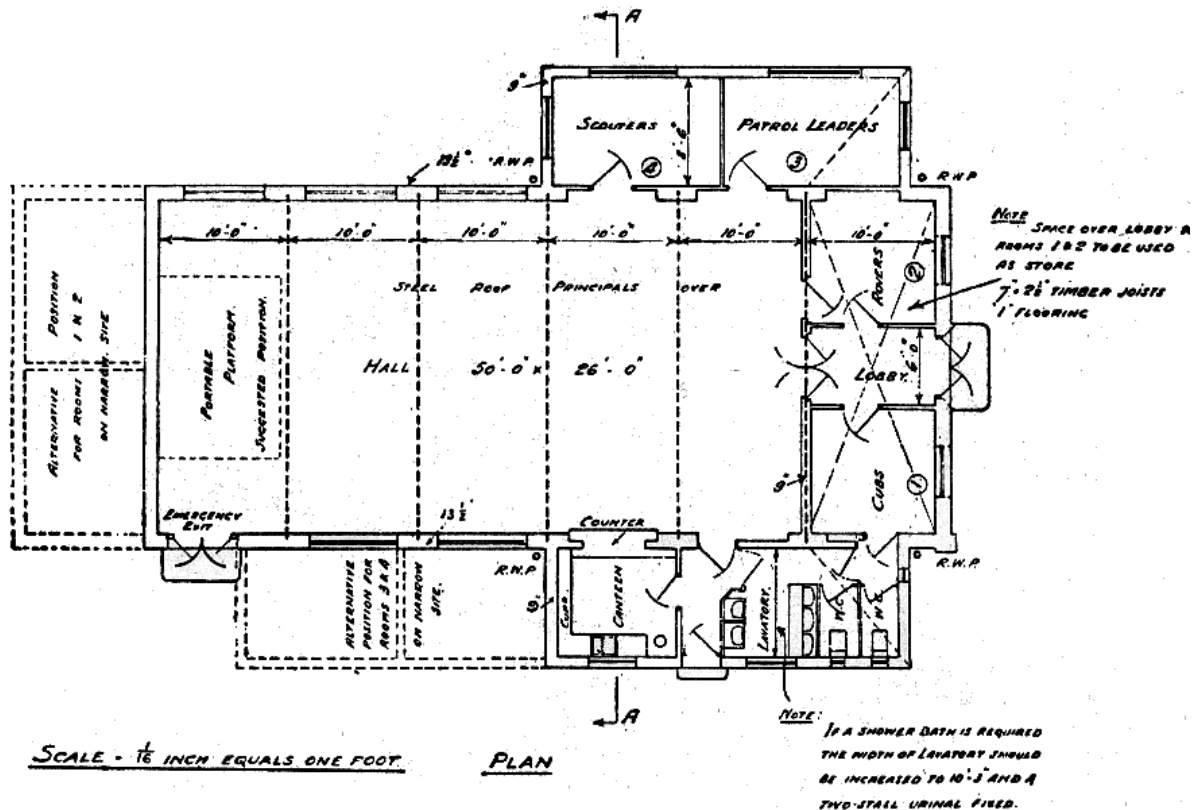 A
9"
SCOUTERS
8'-6"
PATROL LEADERS
4
3
13½"
R.W.P.
R.W.P
10'-0"
10'-0"
10'-0"
10'-0"
10'-0"
10'-0"
NOTE
SPACE OVER LOBBY &
ROOMS 1 & 2 TO BE USED
AS STORE
7" × 2½" TIMBER JOISTS
1" FLOORING
ROVERS
2
STEEL ROOF PRINCIPALS OVER
POSITION
1 & 2
SITE
ALTERNATIVE
FOR ROOMS
ON NARROW
PORTABLE
PLATFORM.
SUGGESTED POSITION.
HALL 50'-0" × 26'-0"
LOBBY.
6'-0"
CUBS
1
9"
EMERGENCY
EXIT
13½"
COUNTER
R.W.P.
R.W.P.
ALTERNATIVE
POSITION FOR
ROOMS 3 & 4
ON NARROW
SITE.
9"
CUPD
CANTEEN
LAVATORY.
W.C.
W.C.
A
NOTE:
IF A SHOWER BATH IS REQUIRED
THE WIDTH OF LAVATORY SHOULD
BE INCREASED TO 10'-3" AND A
TWO-STALL URINAL FIXED.
SCALE - 1/16 INCH EQUALS ONE FOOT.
PLAN